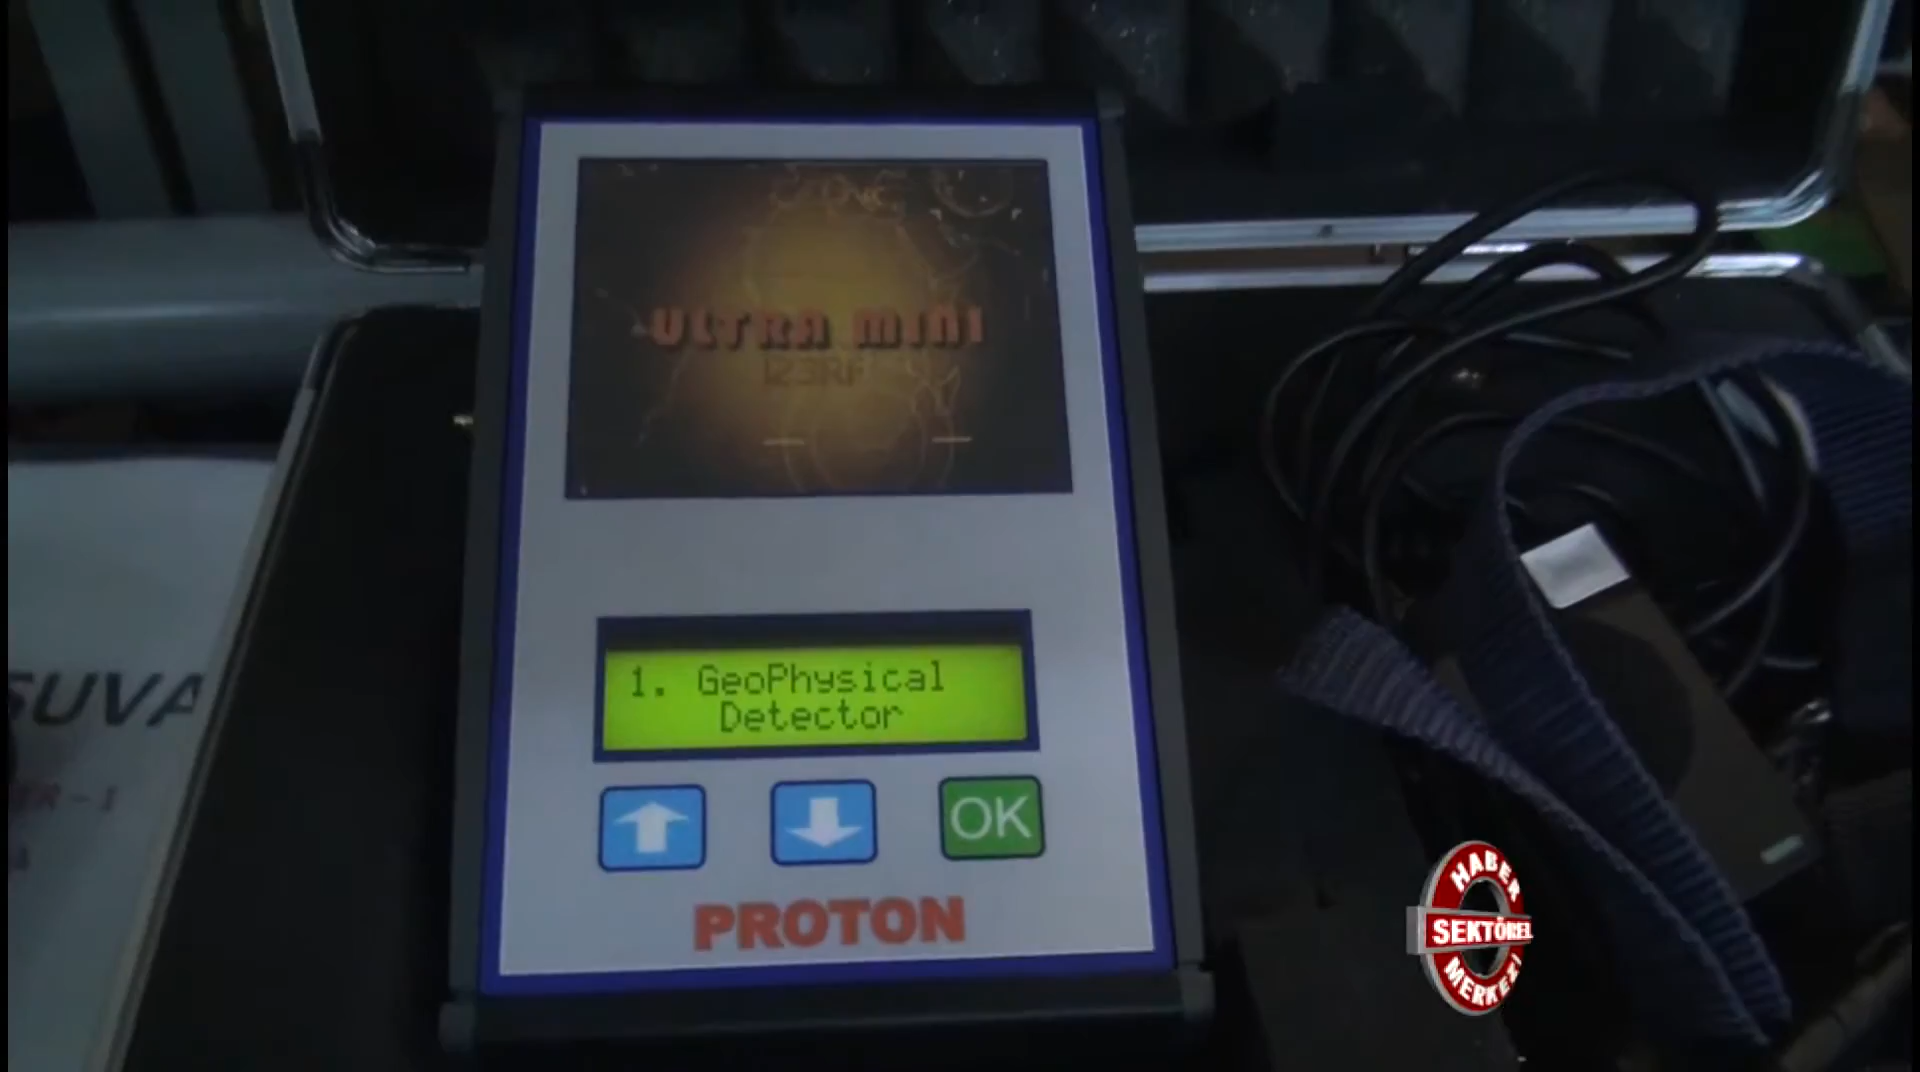 ULTRA MINI
123RF
1. GeoPhysical
Detector
OK
PROTON
SUVA
HABER
SEKTÖREL
MERKEZİ